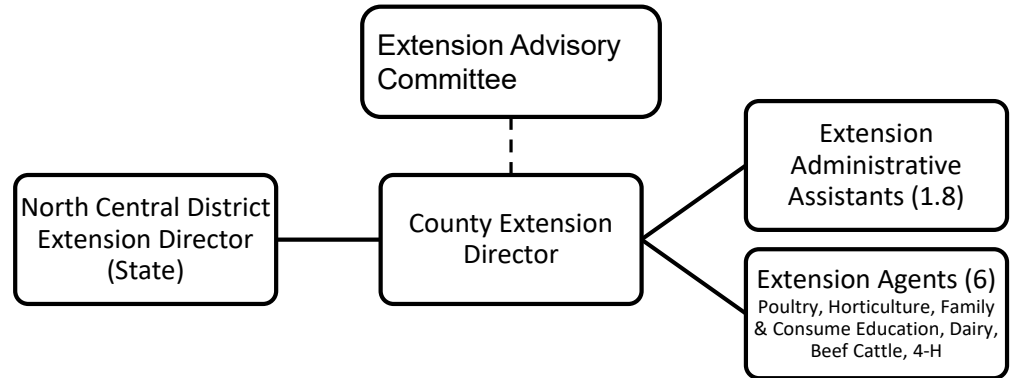 Extension Advisory
Committee
North Central District
Extension Director
(State)
County Extension
Director
Extension
Administrative
Assistants (1.8)
Extension Agents (6)
Poultry, Horticulture, Family
& Consume Education, Dairy,
Beef Cattle, 4-H